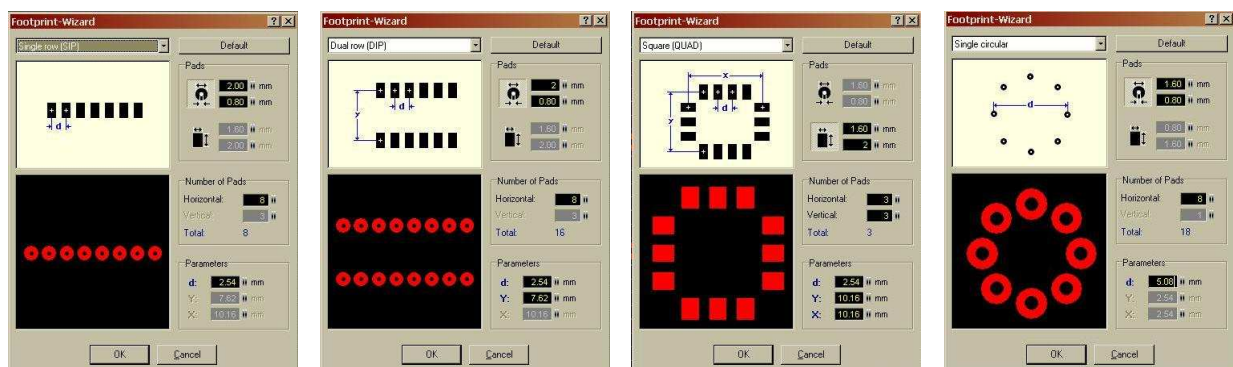 Footprint-Wizard
Single row (SIP)
Default
Pads
2.00 mm
0.80 mm
1.60 mm
2.00 mm
d
Number of Pads
Horizontal: 8
Vertical: 3
Total: 8
Parameters
d: 2.54 mm
Y: 7.62 mm
X: 10.16 mm
OK Cancel
Footprint-Wizard
Dual row (DIP)
Default
Pads
2 mm
0.80 mm
1.60 mm
2.00 mm
d
y
Number of Pads
Horizontal: 8
Vertical: 3
Total: 16
Parameters
d: 2.54 mm
Y: 7.62 mm
X: 10.16 mm
OK Cancel
Footprint-Wizard
Square (QUAD)
Default
Pads
1.60 mm
0.80 mm
1.60 mm
2 mm
x
d
y
Number of Pads
Horizontal: 3
Vertical: 3
Total: 3
Parameters
d: 2.54 mm
Y: 10.16 mm
X: 10.16 mm
OK Cancel
Footprint-Wizard
Single circular
Default
Pads
1.60 mm
0.80 mm
0.80 mm
1.60 mm
d
Number of Pads
Horizontal: 8
Vertical: 1
Total: 18
Parameters
d: 5.08 mm
Y: 2.54 mm
X: 2.54 mm
OK Cancel